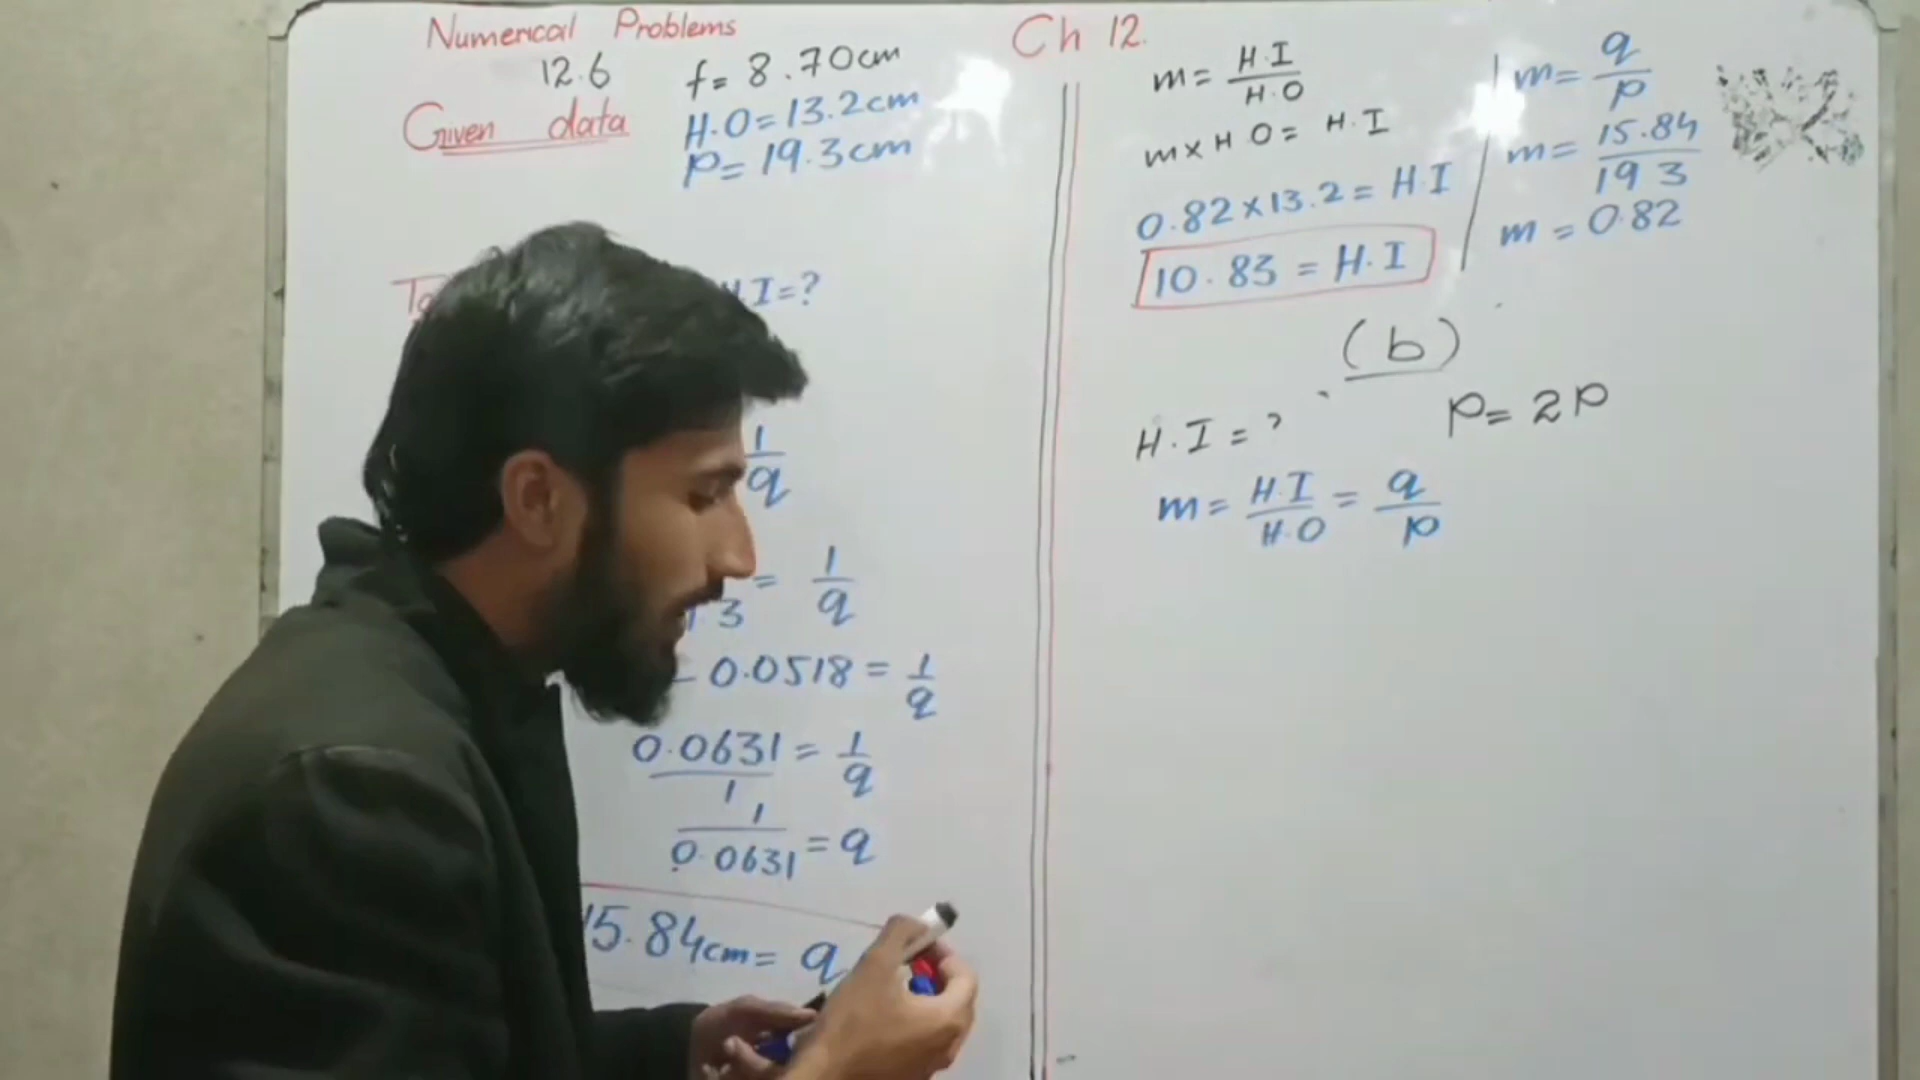 Numerical Problems
12.6
f= 8.70cm
Given data
H.O=13.2cm
P= 19.3cm
I=?
1/q
3 = 1/q
- 0.0518 = 1/q
0.0631/1 = 1/q
1/0.0631 = q
15.84cm= q
Ch 12.
m= H.I/H.O
m× H O= H.I
0.82×13.2= H.I
10.83 = H.I
m= q/p
m= 15.84/19 3
m = 0.82
(b)
H.I = ?
P= 2P
m= H.I/H.O = q/p